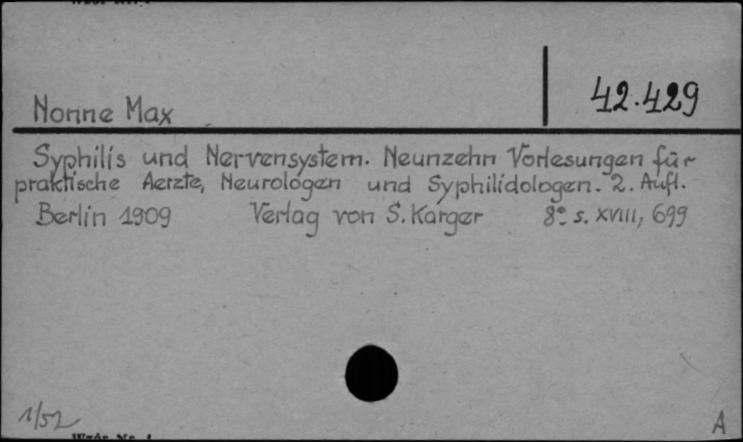 42.429
Nonne Max
Syphilis und Nervensystem. Neunzehn Vorlesungen für
praktische Aerzte, Neurologen und Syphilidologen. 2. Aufl.
Berlin 1909 Verlag von S. Karger 8º s. XVIII, 699
1/52
A